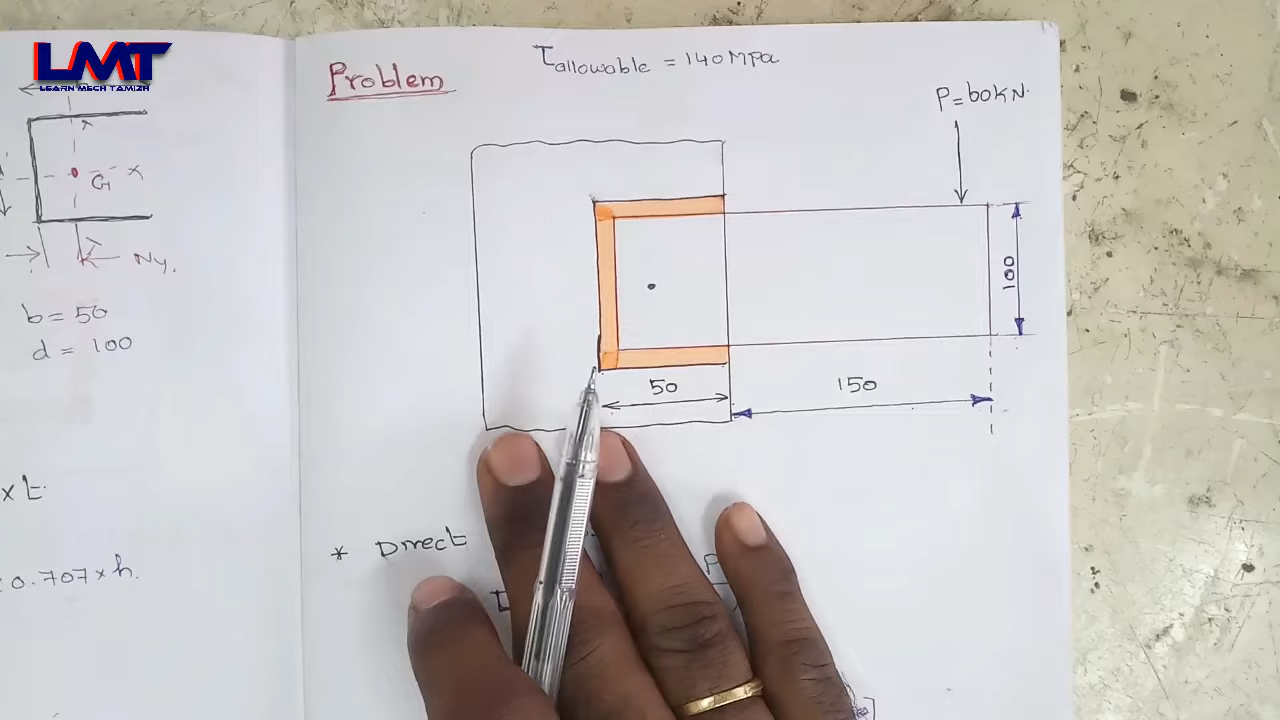 LMT
LEARN MECH TAMIZH
G
Ny.
b = 50
d = 100
x t.
0.707 x h.
Problem
τallowable = 140 MPa
P = 60KN.
100
50
150
* Direct
τ
P